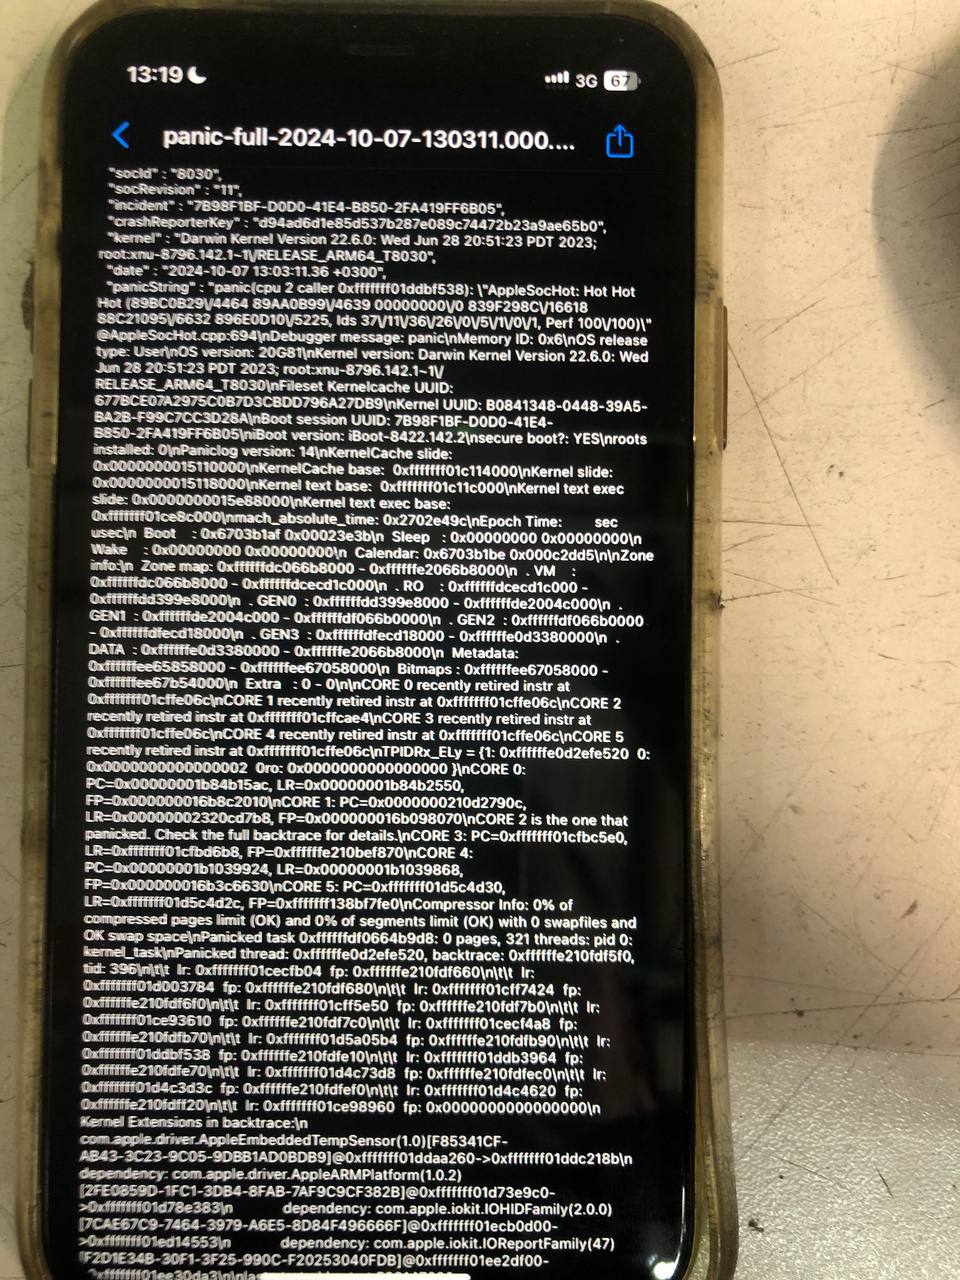 13:19
3G 67
panic-full-2024-10-07-130311.000....
"socId" : "8030",
"socRevision" : "11",
"incident" : "7B98F1BF-D0D0-41E4-B850-2FA419FF6B05",
"crashReporterKey" : "d94ad6d1e85d537b287e089c74472b23a9ae65b0",
"kernel" : "Darwin Kernel Version 22.6.0: Wed Jun 28 20:51:23 PDT 2023;
root:xnu-8796.142.1~1\/RELEASE_ARM64_T8030",
"date" : "2024-10-07 13:03:11.36 +0300",
"panicString" : "panic(cpu 2 caller 0xfffffff01ddbf538): \"AppleSocHot: Hot Hot
Hot (89BC0B29\/4464 89AA0B99\/4639 00000000\/0 839F298C\/16618
88C21095\/6632 896E0D10\/5225, Ids 37\/11\/36\/26\/0\/5\/1\/0\/1, Perf 100\/100)\"
@AppleSocHot.cpp:694\nDebugger message: panic\nMemory ID: 0x6\nOS release
type: User\nOS version: 20G81\nKernel version: Darwin Kernel Version 22.6.0: Wed
Jun 28 20:51:23 PDT 2023; root:xnu-8796.142.1~1\/
RELEASE_ARM64_T8030\nFileset Kernelcache UUID:
677BCE07A2975C0B7D3CBDD796A27DB9\nKernel UUID: B0841348-0448-39A5-
BA2B-F99C7CC3D28A\nBoot session UUID: 7B98F1BF-D0D0-41E4-
B850-2FA419FF6B05\niBoot version: iBoot-8422.142.2\nsecure boot?: YES\nroots
installed: 0\nPaniclog version: 14\nKernelCache slide:
0x0000000015110000\nKernelCache base:  0xfffffff01c114000\nKernel slide:
0x0000000015118000\nKernel text base:  0xfffffff01c11c000\nKernel text exec
slide: 0x0000000015e88000\nKernel text exec base:
0xfffffff01ce8c000\nmach_absolute_time: 0x2702e49c\nEpoch Time:        sec
usec\n  Boot    : 0x6703b1af 0x00023e3b\n  Sleep   : 0x00000000 0x00000000\n
Wake    : 0x00000000 0x00000000\n  Calendar: 0x6703b1be 0x000c2dd5\n\nZone
info:\n  Zone map: 0xffffffdc066b8000 - 0xffffffe2066b8000\n  . VM    :
0xffffffdc066b8000 - 0xffffffdcecd1c000\n  . RO    : 0xffffffdcecd1c000 -
0xffffffdd399e8000\n  . GEN0  : 0xffffffdd399e8000 - 0xffffffde2004c000\n  .
GEN1  : 0xffffffde2004c000 - 0xffffffdf066b0000\n  . GEN2  : 0xffffffdf066b0000
- 0xffffffdfecd18000\n  . GEN3  : 0xffffffdfecd18000 - 0xffffffe0d3380000\n  .
DATA  : 0xffffffe0d3380000 - 0xffffffe2066b8000\n  Metadata:
0xffffffee65858000 - 0xffffffee67058000\n  Bitmaps : 0xffffffee67058000 -
0xffffffee67b54000\n  Extra   : 0 - 0\n\nCORE 0 recently retired instr at
0xfffffff01cffe06c\nCORE 1 recently retired instr at 0xfffffff01cffe06c\nCORE 2
recently retired instr at 0xfffffff01cffcae4\nCORE 3 recently retired instr at
0xfffffff01cffe06c\nCORE 4 recently retired instr at 0xfffffff01cffe06c\nCORE 5
recently retired instr at 0xfffffff01cffe06c\nTPIDRx_ELy = {1: 0xffffffe0d2efe520  0:
0x0000000000000002  0ro: 0x0000000000000000 }\nCORE 0:
PC=0x00000001b84b15ac, LR=0x00000001b84b2550,
FP=0x000000016b8c2010\nCORE 1: PC=0x0000000210d2790c,
LR=0x00000002320cd7b8, FP=0x000000016b098070\nCORE 2 is the one that
panicked. Check the full backtrace for details.\nCORE 3: PC=0xfffffff01cfbc5e0,
LR=0xfffffff01cfbd6b8, FP=0xffffffe210bef870\nCORE 4:
PC=0x00000001b1039924, LR=0x00000001b1039868,
FP=0x000000016b3c6630\nCORE 5: PC=0xfffffff01d5c4d30,
LR=0xfffffff01d5c4d2c, FP=0xfffffff138bf7fe0\nCompressor Info: 0% of
compressed pages limit (OK) and 0% of segments limit (OK) with 0 swapfiles and
OK swap space\nPanicked task 0xffffffdf0664b9d8: 0 pages, 321 threads: pid 0:
kernel_task\nPanicked thread: 0xffffffe0d2efe520, backtrace: 0xffffffe210fdf5f0,
tid: 396\n\t\t  lr: 0xfffffff01cecfb04  fp: 0xffffffe210fdf660\n\t\t  lr:
0xfffffff01d003784  fp: 0xffffffe210fdf680\n\t\t  lr: 0xfffffff01cff7424  fp:
0xffffffe210fdf6f0\n\t\t  lr: 0xfffffff01cff5e50  fp: 0xffffffe210fdf7b0\n\t\t  lr:
0xfffffff01ce93610  fp: 0xffffffe210fdf7c0\n\t\t  lr: 0xfffffff01cecf4a8  fp:
0xffffffe210fdfb70\n\t\t  lr: 0xfffffff01d5a05b4  fp: 0xffffffe210fdfb90\n\t\t  lr:
0xfffffff01ddbf538  fp: 0xffffffe210fdfe10\n\t\t  lr: 0xfffffff01ddb3964  fp:
0xffffffe210fdfe70\n\t\t  lr: 0xfffffff01d4c73d8  fp: 0xffffffe210fdfec0\n\t\t  lr:
0xfffffff01d4c3d3c  fp: 0xffffffe210fdfef0\n\t\t  lr: 0xfffffff01d4c4620  fp:
0xffffffe210fdff20\n\t\t  lr: 0xfffffff01ce98960  fp: 0x0000000000000000\n
Kernel Extensions in backtrace:\n
com.apple.driver.AppleEmbeddedTempSensor(1.0)[F85341CF-
AB43-3C23-9C05-9DBB1AD0BDB9]@0xfffffff01ddaa260->0xfffffff01ddc218b\n
dependency: com.apple.driver.AppleARMPlatform(1.0.2)
[2FE0859D-1FC1-3DB4-8FAB-7AF9C9CF382B]@0xfffffff01d73e9c0-
>0xfffffff01d78e383\n            dependency: com.apple.iokit.IOHIDFamily(2.0.0)
[7CAE67C9-7464-3979-A6E5-8D84F496666F]@0xfffffff01ecb0d00-
>0xfffffff01ed14553\n            dependency: com.apple.iokit.IOReportFamily(47)
[F2D1E34B-30F1-3F25-990C-F20253040FDB]@0xfffffff01ee2df00-